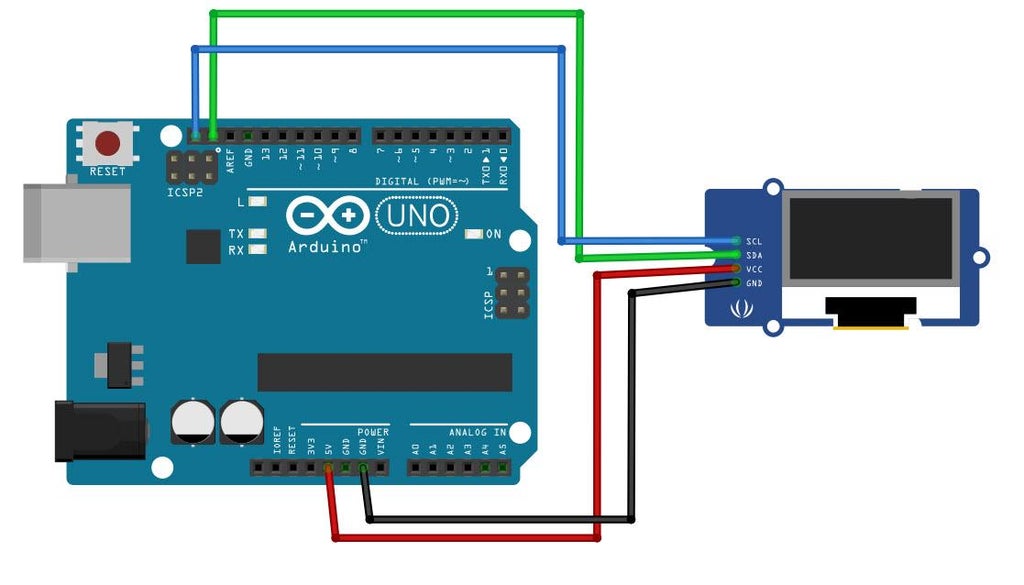 RESET
ICSP2
AREF
GND
13
12
~11
~10
~9
8
7
~6
~5
4
~3
2
TX0▶1
RX0◀0
DIGITAL (PWM=~)
L
TX
RX
UNO
Arduino™
ON
1
ICSP
SCL
SDA
VCC
GND
POWER
ANALOG IN
IOREF
RESET
3V3
5V
GND
GND
VIN
A0
A1
A2
A3
A4
A5